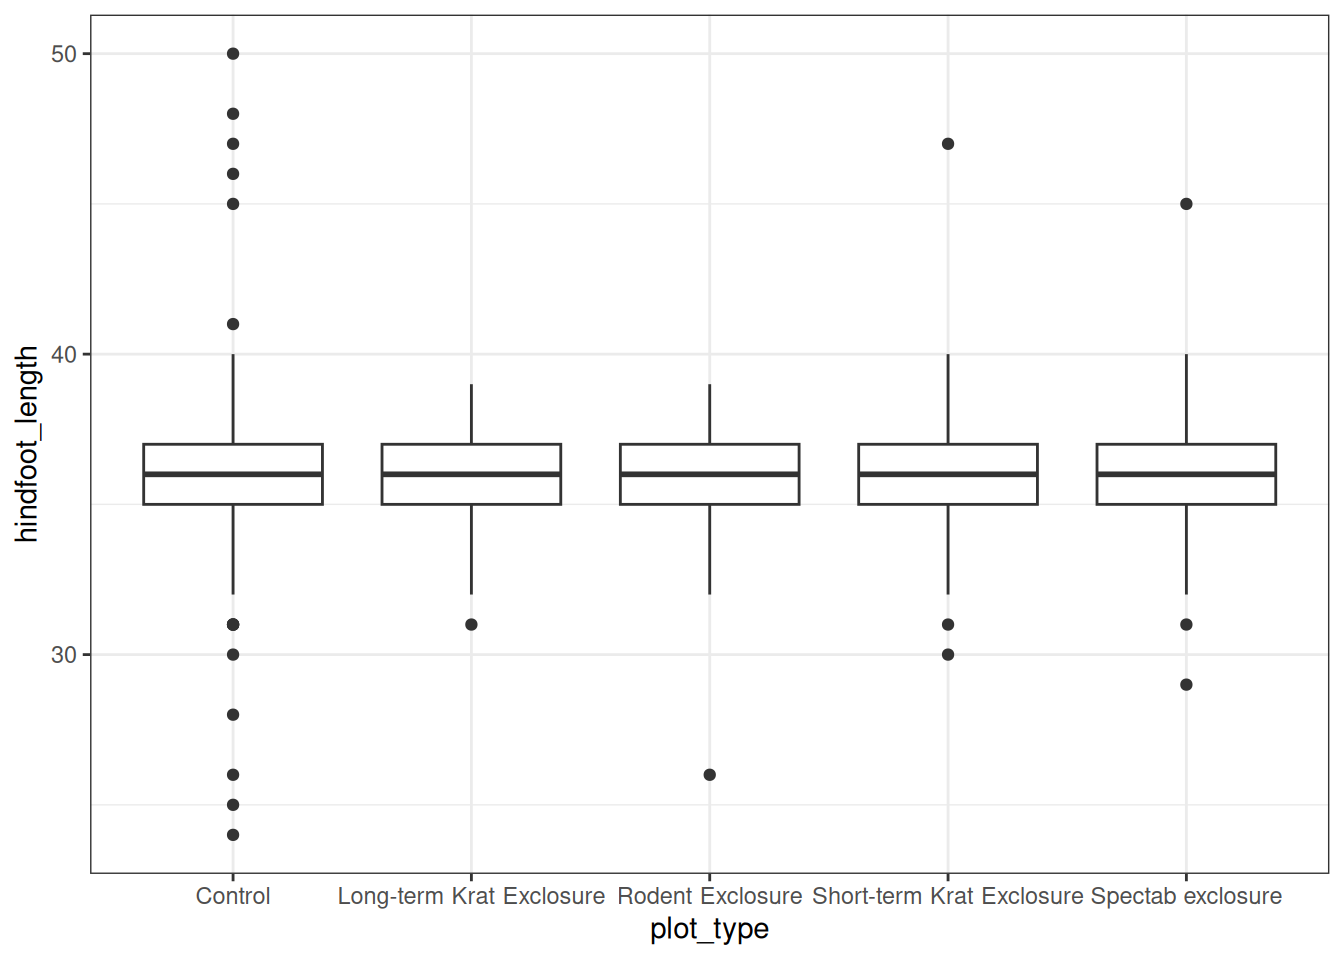 50
40
30
hindfoot_length
Control Long-term Krat Exclosure Rodent Exclosure Short-term Krat Exclosure Spectab exclosure
plot_type